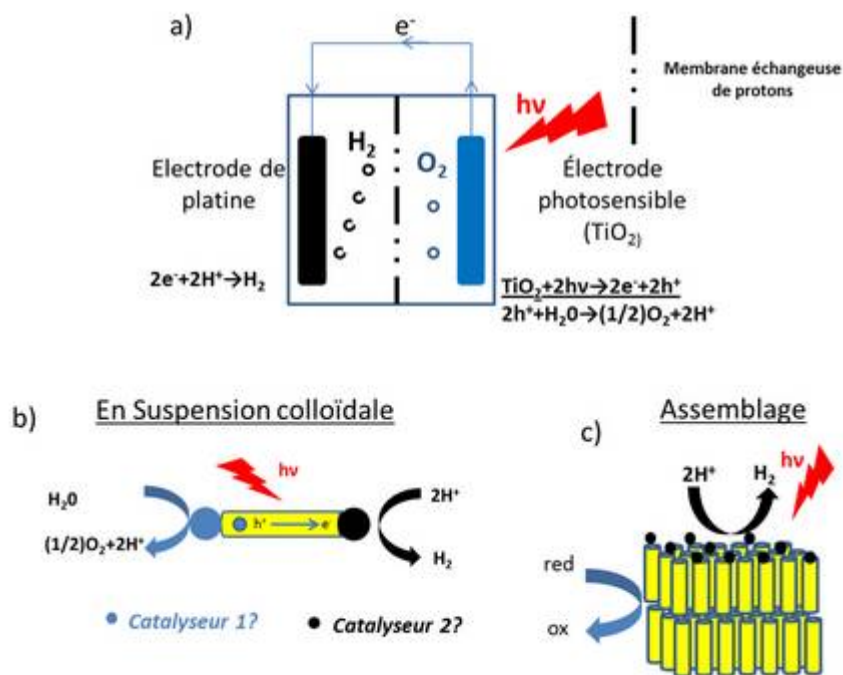 a)
e⁻
hν
Membrane échangeuse
de protons
H₂
O₂
Electrode de
platine
Électrode
photosensible
(TiO₂)
2e⁻+2H⁺→H₂
TiO₂+2hν→2e⁻+2h⁺
2h⁺+H₂0→(1/2)O₂+2H⁺
b)
En Suspension colloïdale
hν
H₂0
(1/2)O₂+2H⁺
h⁺
e⁻
2H⁺
H₂
Catalyseur 1?
Catalyseur 2?
Assemblage
c)
hν
2H⁺
H₂
red
ox